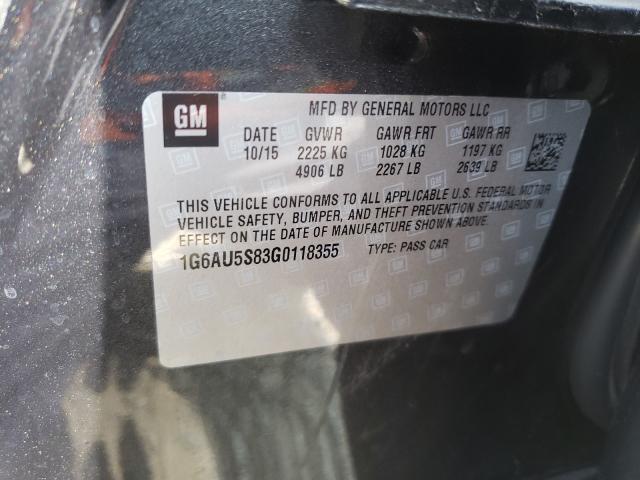 GM
MFD BY GENERAL MOTORS LLC
DATE GVWR GAWR FRT GAWR RR
10/15 2225 KG 1028 KG 1197 KG
4906 LB 2267 LB 2639 LB
THIS VEHICLE CONFORMS TO ALL APPLICABLE U.S. FEDERAL MOTOR
VEHICLE SAFETY, BUMPER, AND THEFT PREVENTION STANDARDS IN
EFFECT ON THE DATE OF MANUFACTURE SHOWN ABOVE.
1G6AU5S83G0118355 TYPE: PASS CAR